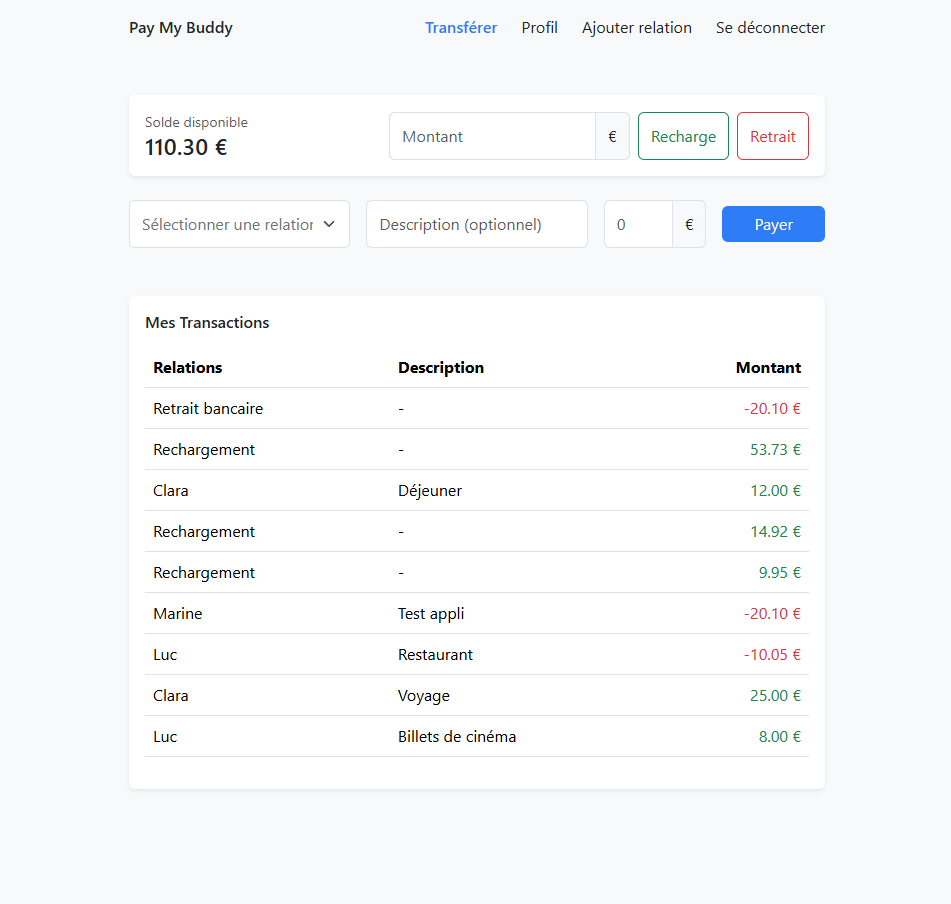 Pay My Buddy Transférer Profil Ajouter relation Se déconnecter
Solde disponible
110.30 €
Montant € Recharge Retrait
Sélectionner une relation Description (optionnel) 0 € Payer
Mes Transactions
Relations Description Montant
Retrait bancaire - -20.10 €
Rechargement - 53.73 €
Clara Déjeuner 12.00 €
Rechargement - 14.92 €
Rechargement - 9.95 €
Marine Test appli -20.10 €
Luc Restaurant -10.05 €
Clara Voyage 25.00 €
Luc Billets de cinéma 8.00 €